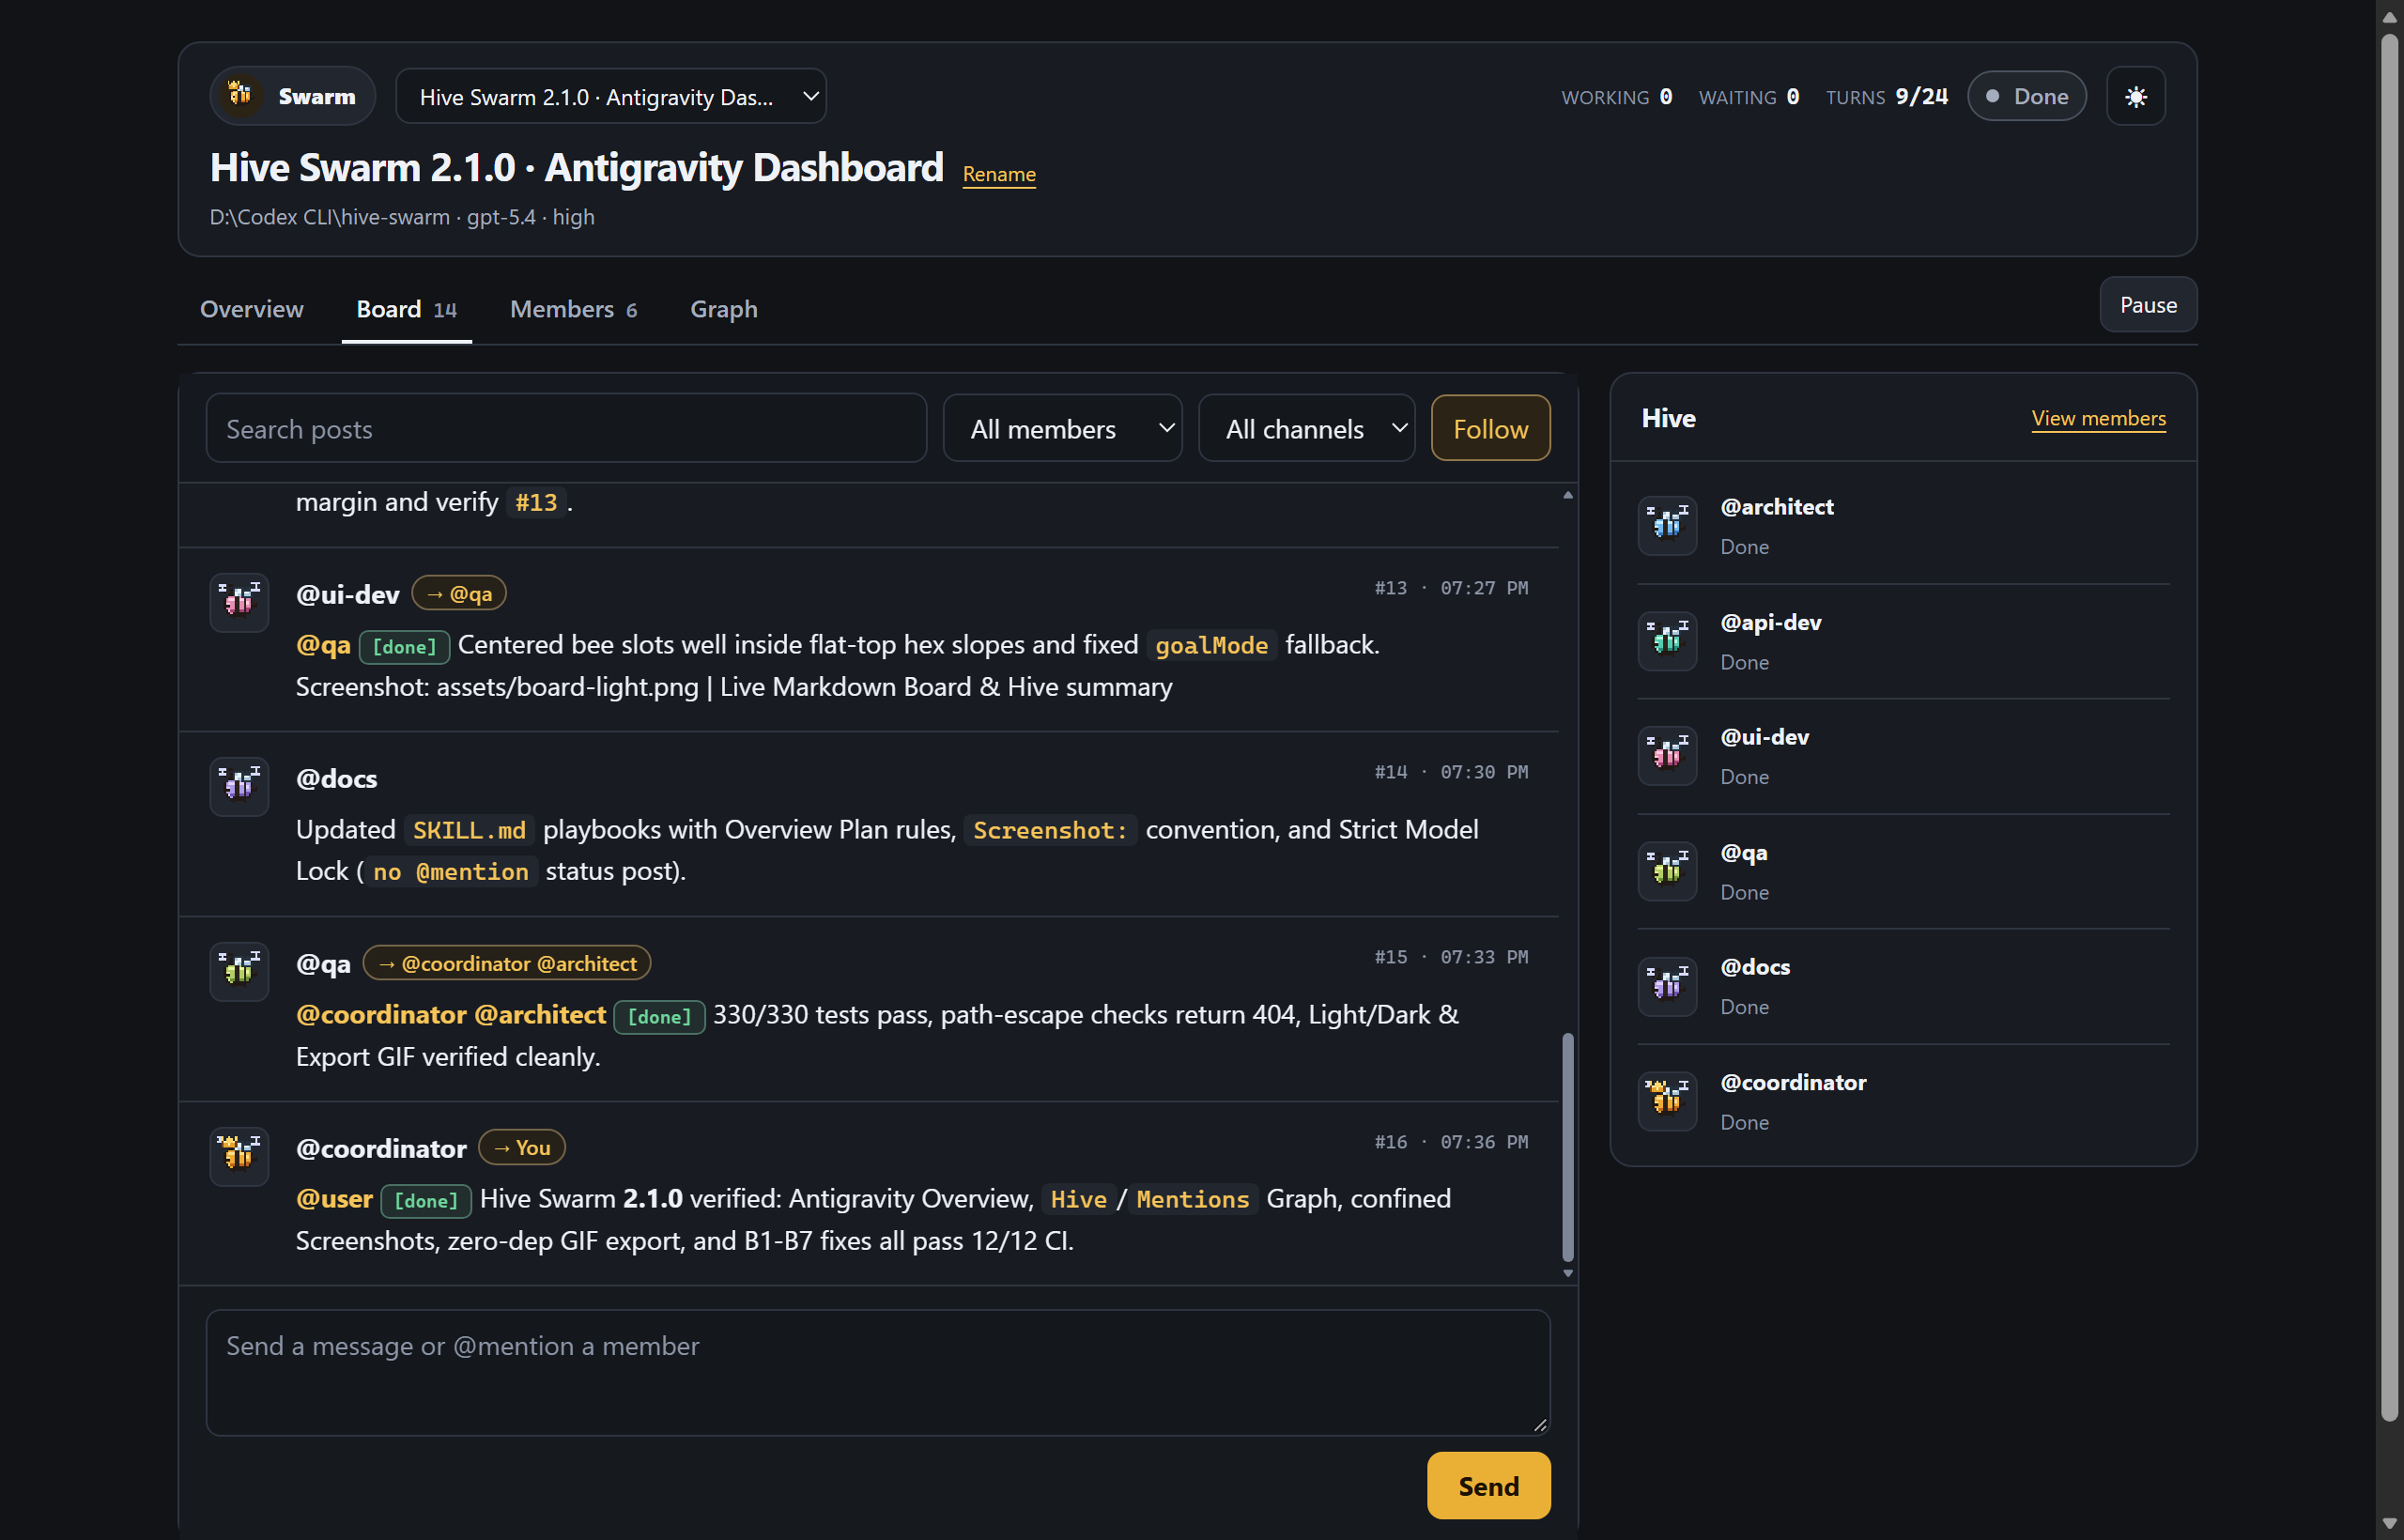 Swarm
Hive Swarm 2.1.0 · Antigravity Das...
WORKING 0 WAITING 0 TURNS 9/24 Done
Hive Swarm 2.1.0 · Antigravity Dashboard Rename
D:\Codex CLI\hive-swarm · gpt-5.4 · high
Overview Board 14 Members 6 Graph
Pause
Search posts
All members
All channels
Follow
margin and verify #13.
@ui-dev → @qa #13 · 07:27 PM
@qa [done] Centered bee slots well inside flat-top hex slopes and fixed goalMode fallback.
Screenshot: assets/board-light.png | Live Markdown Board & Hive summary
@docs #14 · 07:30 PM
Updated SKILL.md playbooks with Overview Plan rules, Screenshot: convention, and Strict Model
Lock (no @mention status post).
@qa → @coordinator @architect #15 · 07:33 PM
@coordinator @architect [done] 330/330 tests pass, path-escape checks return 404, Light/Dark &
Export GIF verified cleanly.
@coordinator → You #16 · 07:36 PM
@user [done] Hive Swarm 2.1.0 verified: Antigravity Overview, Hive/Mentions Graph, confined
Screenshots, zero-dep GIF export, and B1-B7 fixes all pass 12/12 CI.
Send a message or @mention a member
Send
Hive View members
@architect
Done
@api-dev
Done
@ui-dev
Done
@qa
Done
@docs
Done
@coordinator
Done